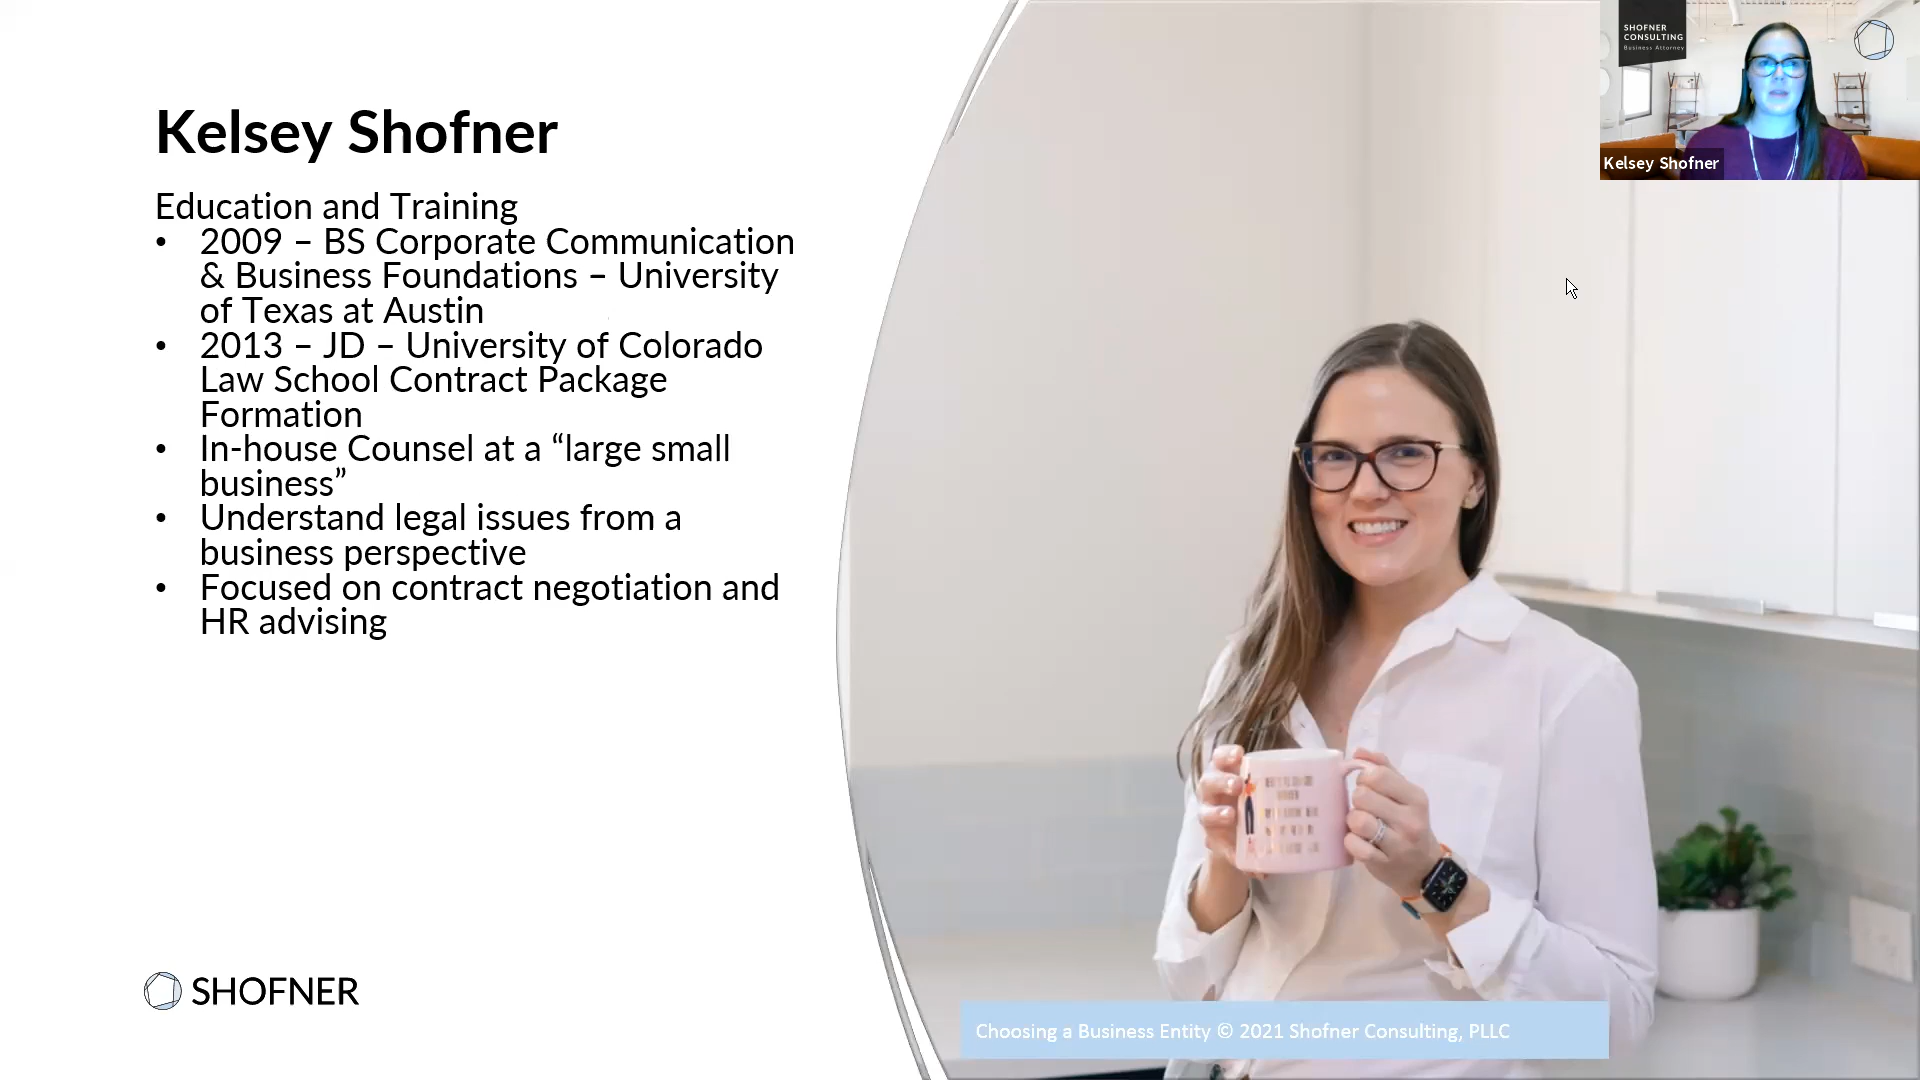 Kelsey Shofner
Education and Training
• 2009 – BS Corporate Communication
& Business Foundations – University
of Texas at Austin
• 2013 – JD – University of Colorado
Law School Contract Package
Formation
• In-house Counsel at a “large small
business”
• Understand legal issues from a
business perspective
• Focused on contract negotiation and
HR advising
SHOFNER
Choosing a Business Entity © 2021 Shofner Consulting, PLLC
SHOFNER
CONSULTING
Business Attorney
Kelsey Shofner